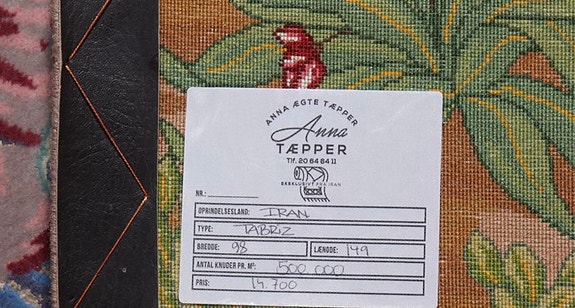 ANNA ÆGTE TÆPPER
Anna
TÆPPER
Tlf. 20 64 84 11
EKSKLUSIVT FRA IRAN
NR.:
OPRINDELSESLAND: IRAN
TYPE: TABRIZ
BREDDE: 98 LÆNGDE: 149
ANTAL KNUDER PR. M²: 500.000
PRIS: 14.700